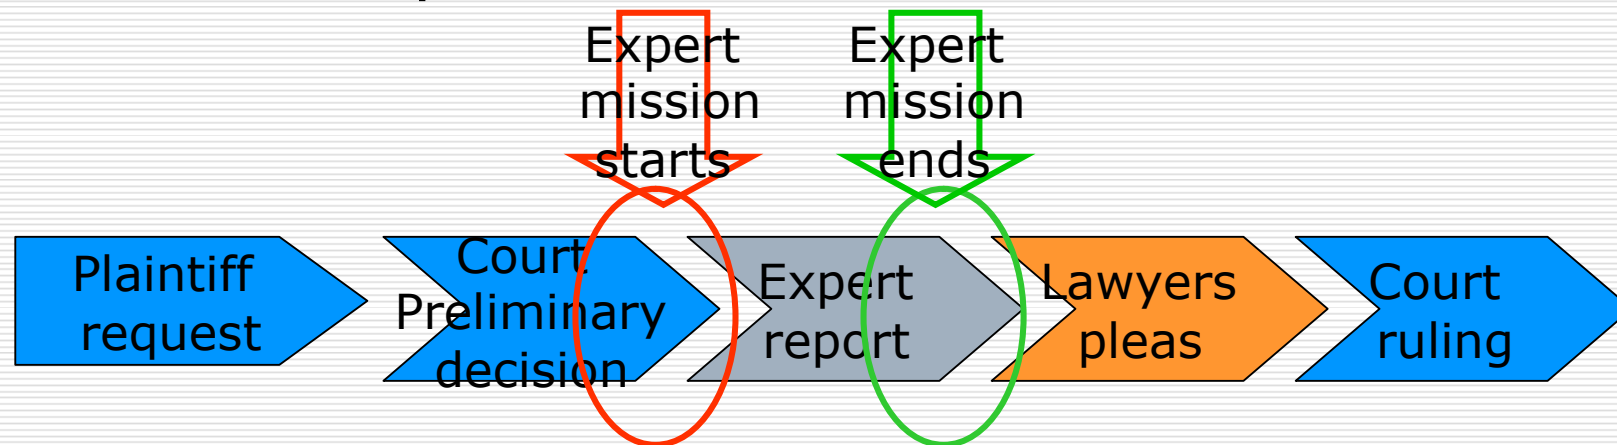 Expert
mission
starts
Expert
mission
ends
Plaintiff
request
Court
Preliminary
decision
Expert
report
Lawyers
pleas
Court
ruling